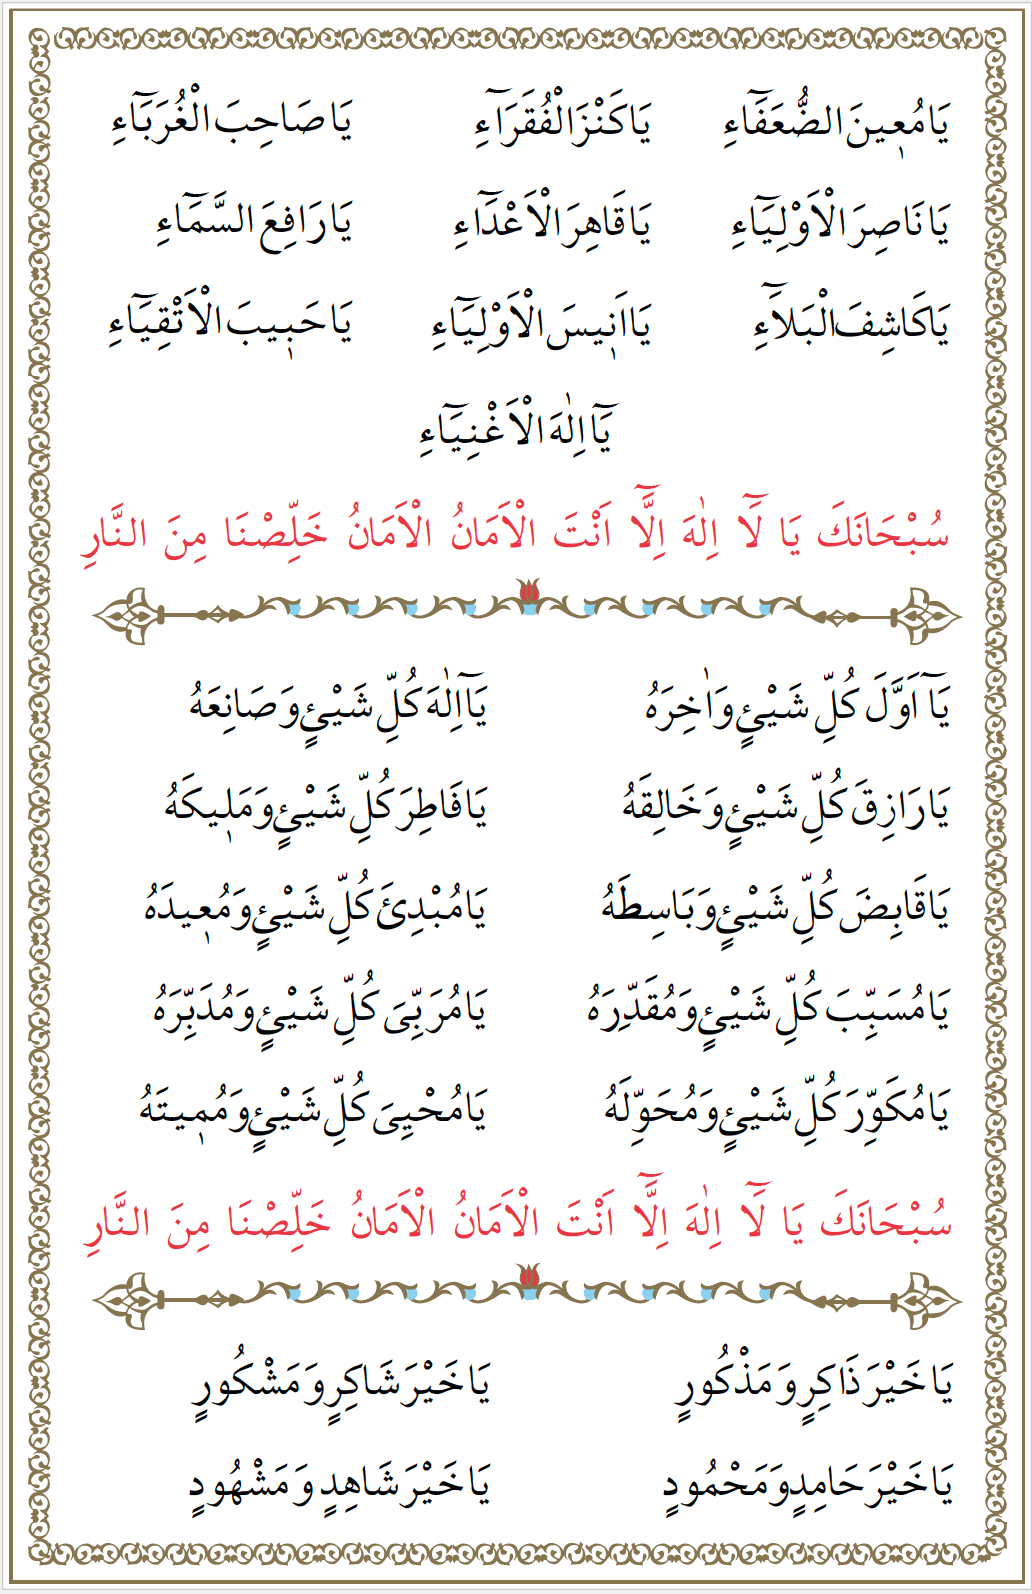 يَا مُعٖينَ الضُّعَفَٓاءِ يَا كَنْزَ الْفُقَرَٓاءِ يَا صَاحِبَ الْغُرَبَٓاءِ
يَا نَاصِرَ الْاَوْلِيَٓاءِ يَا قَاهِرَ الْاَعْدَٓاءِ يَا رَافِعَ السَّمَٓاءِ
يَا كَاشِفَ الْبَلَٓاءِ يَا اَنٖيسَ الْاَوْلِيَٓاءِ يَا حَبٖيبَ الْاَتْقِيَٓاءِ
يَٓا اِلٰهَ الْاَغْنِيَٓاءِ
سُبْحَانَكَ يَا لَٓا اِلٰهَ اِلَّٓا اَنْتَ الْاَمَانُ الْاَمَانُ خَلِّصْنَا مِنَ النَّارِ
يَٓا اَوَّلَ كُلِّ شَيْئٍ وَاٰخِرَهُ يَٓا اِلٰهَ كُلِّ شَيْئٍ وَصَانِعَهُ
يَا رَازِقَ كُلِّ شَيْئٍ وَخَالِقَهُ يَا فَاطِرَ كُلِّ شَيْئٍ وَمَلٖيكَهُ
يَا قَابِضَ كُلِّ شَيْئٍ وَبَاسِطَهُ يَا مُبْدِئَ كُلِّ شَيْئٍ وَمُعٖيدَهُ
يَا مُسَبِّبَ كُلِّ شَيْئٍ وَمُقَدِّرَهُ يَا مُرَبِّىَ كُلِّ شَيْئٍ وَمُدَبِّرَهُ
يَا مُكَوِّرَ كُلِّ شَيْئٍ وَمُحَوِّلَهُ يَا مُحْيِىَ كُلِّ شَيْئٍ وَمُمٖيتَهُ
سُبْحَانَكَ يَا لَٓا اِلٰهَ اِلَّٓا اَنْتَ الْاَمَانُ الْاَمَانُ خَلِّصْنَا مِنَ النَّارِ
يَا خَيْرَ ذَاكِرٍ وَمَذْكُورٍ يَا خَيْرَ شَاكِرٍ وَمَشْكُورٍ
يَا خَيْرَ حَامِدٍ وَمَحْمُودٍ يَا خَيْرَ شَاهِدٍ وَمَشْهُودٍ